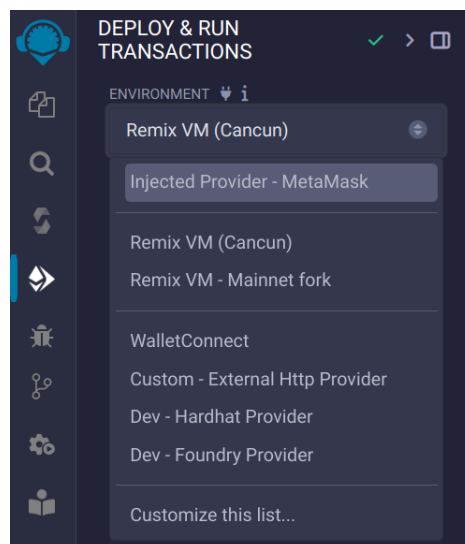 DEPLOY & RUN
TRANSACTIONS
ENVIRONMENT
Remix VM (Cancun)
Injected Provider - MetaMask
Remix VM (Cancun)
Remix VM - Mainnet fork
WalletConnect
Custom - External Http Provider
Dev - Hardhat Provider
Dev - Foundry Provider
Customize this list...